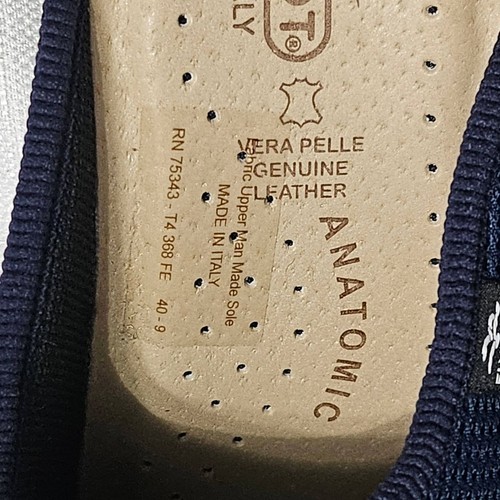 VERA PELLE
GENUINE
LEATHER
ANATOMIC
Fabric Upper Man Made Sole
MADE IN ITALY
RN 75343 - T4 368 FE 40 - 9